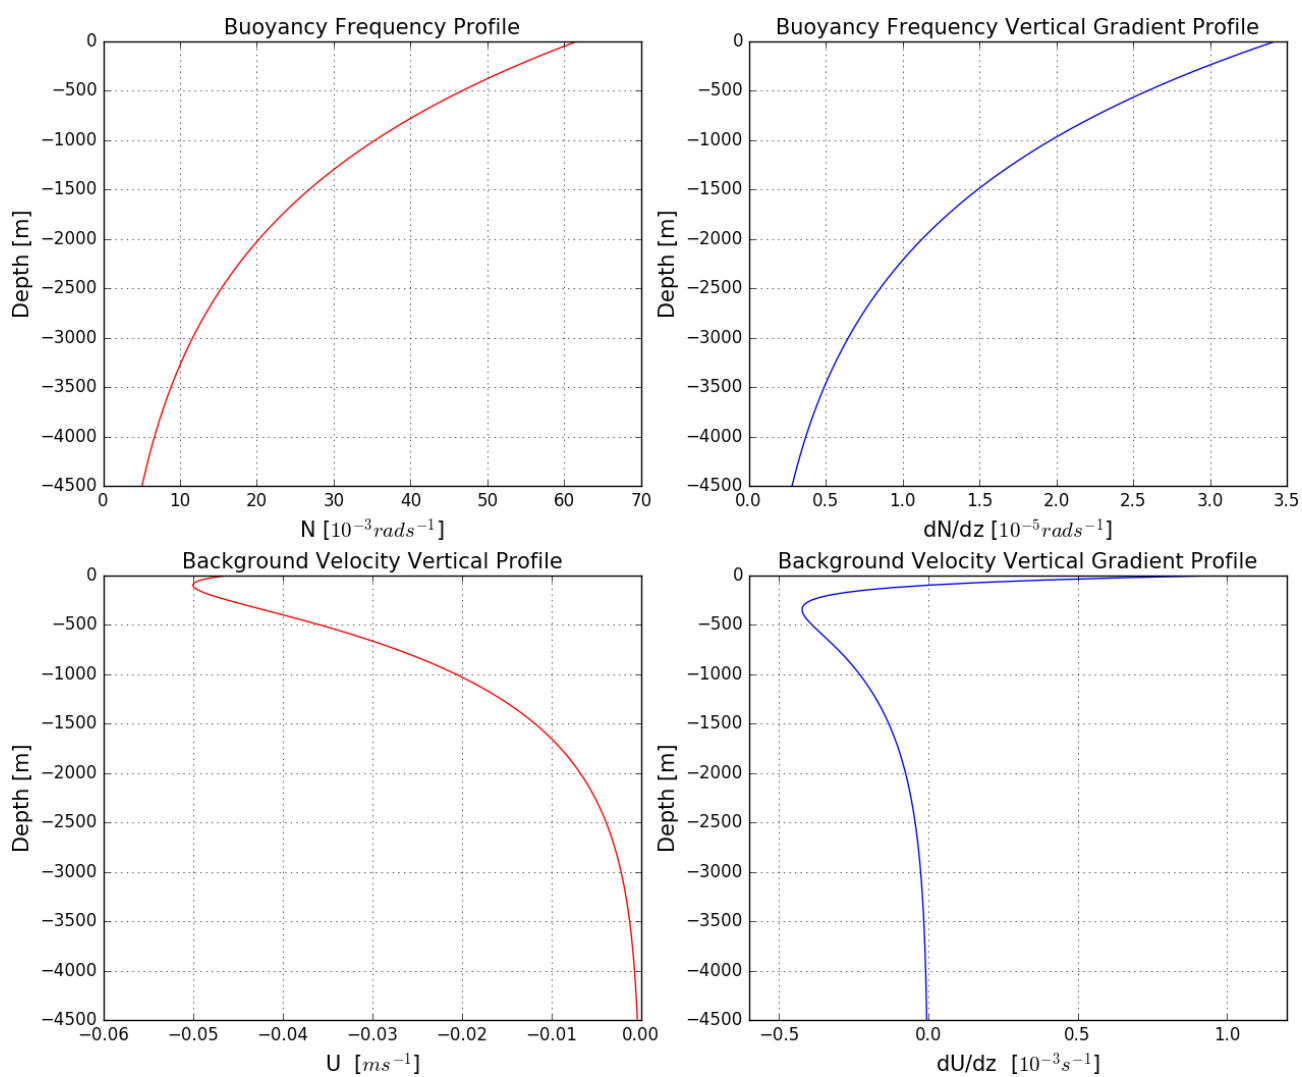 Buoyancy Frequency Profile
0
−500
−1000
−1500
−2000
−2500
−3000
−3500
−4000
−4500
Depth [m]
0 10 20 30 40 50 60 70
N [10⁻³rads⁻¹]
Buoyancy Frequency Vertical Gradient Profile
0
−500
−1000
−1500
−2000
−2500
−3000
−3500
−4000
−4500
Depth [m]
0.0 0.5 1.0 1.5 2.0 2.5 3.0 3.5
dN/dz [10⁻⁵rads⁻¹]
Background Velocity Vertical Profile
0
−500
−1000
−1500
−2000
−2500
−3000
−3500
−4000
−4500
Depth [m]
−0.06 −0.05 −0.04 −0.03 −0.02 −0.01 0.00
U [ms⁻¹]
Background Velocity Vertical Gradient Profile
0
−500
−1000
−1500
−2000
−2500
−3000
−3500
−4000
−4500
Depth [m]
−0.5 0.0 0.5 1.0
dU/dz [10⁻³s⁻¹]